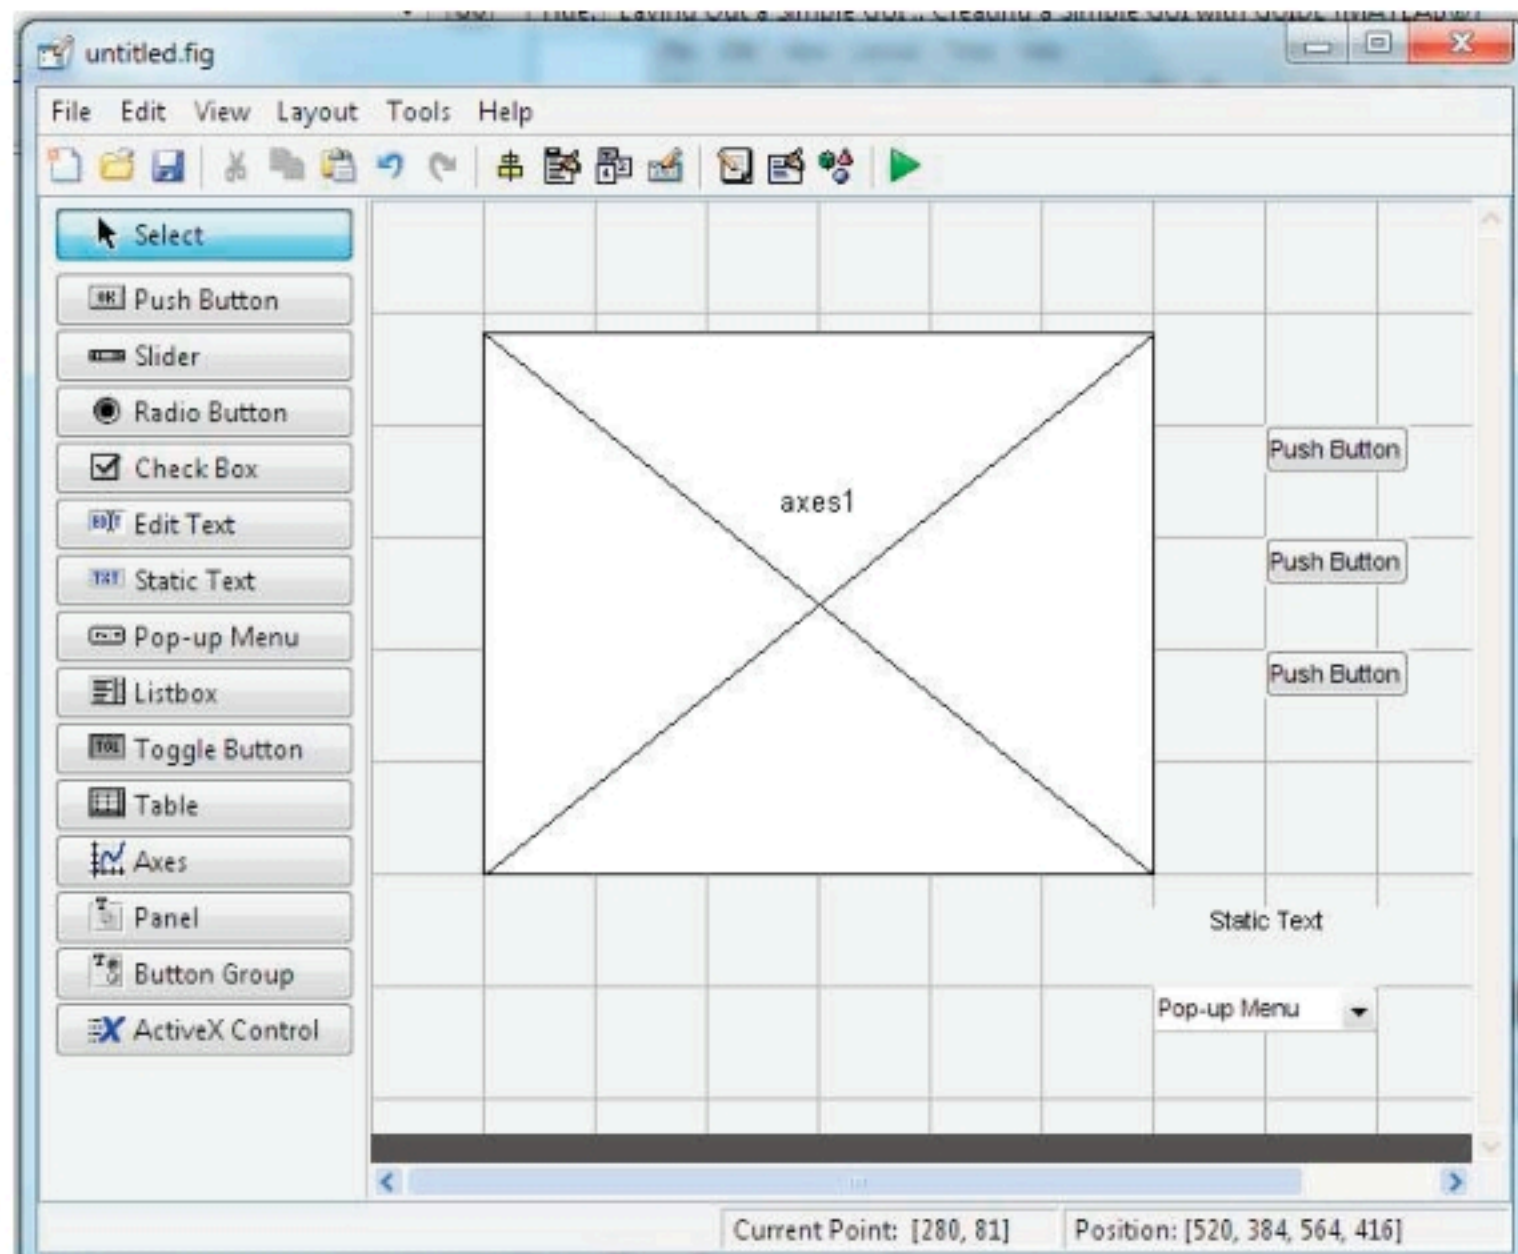 untitled.fig
File Edit View Layout Tools Help
Select
Push Button
Slider
Radio Button
Check Box
Edit Text
Static Text
Pop-up Menu
Listbox
Toggle Button
Table
Axes
Panel
Button Group
ActiveX Control
axes1
Push Button
Push Button
Push Button
Static Text
Pop-up Menu
Current Point: [280, 81] Position: [520, 384, 564, 416]